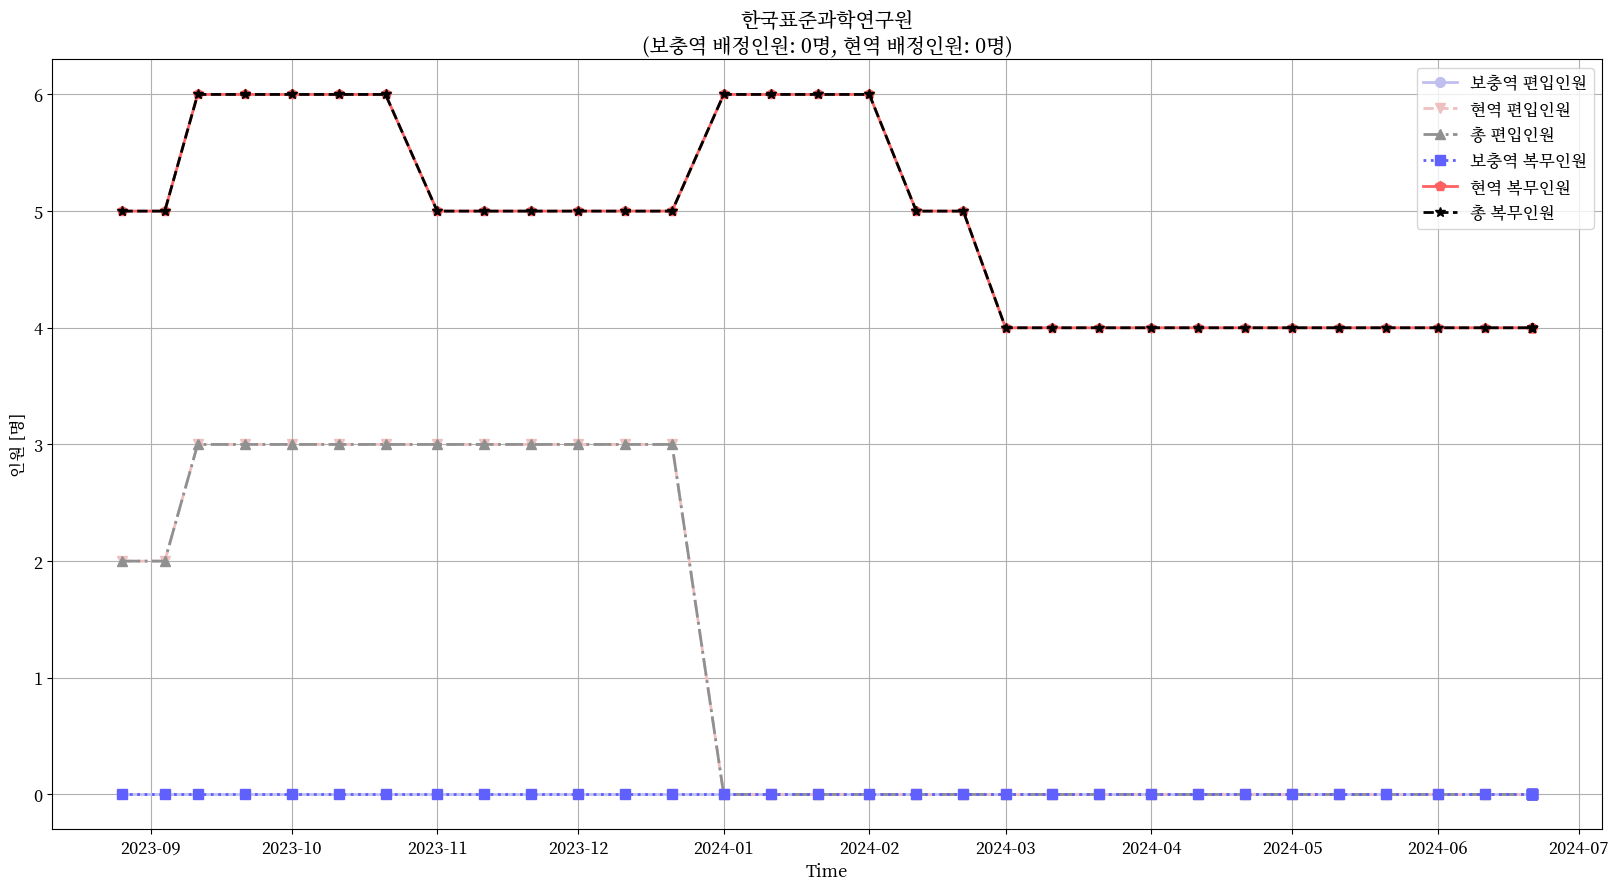 한국표준과학연구원
(보충역 배정인원: 0명, 현역 배정인원: 0명)
보충역 편입인원
현역 편입인원
총 편입인원
보충역 복무인원
현역 복무인원
총 복무인원
인원 [명]
6
5
4
3
2
1
0
2023-09 2023-10 2023-11 2023-12 2024-01 2024-02 2024-03 2024-04 2024-05 2024-06 2024-07
Time